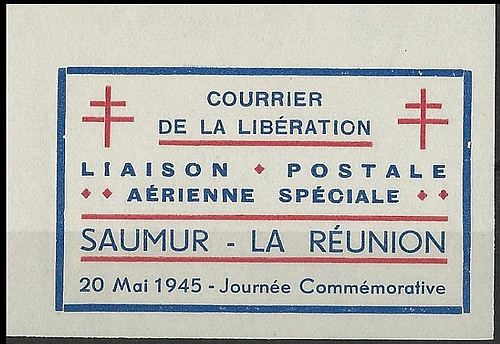 COURRIER
DE LA LIBÉRATION
LIAISON ◆ POSTALE
◆◆ AÉRIENNE SPÉCIALE ◆◆
SAUMUR - LA RÉUNION
20 Mai 1945 - Journée Commémorative